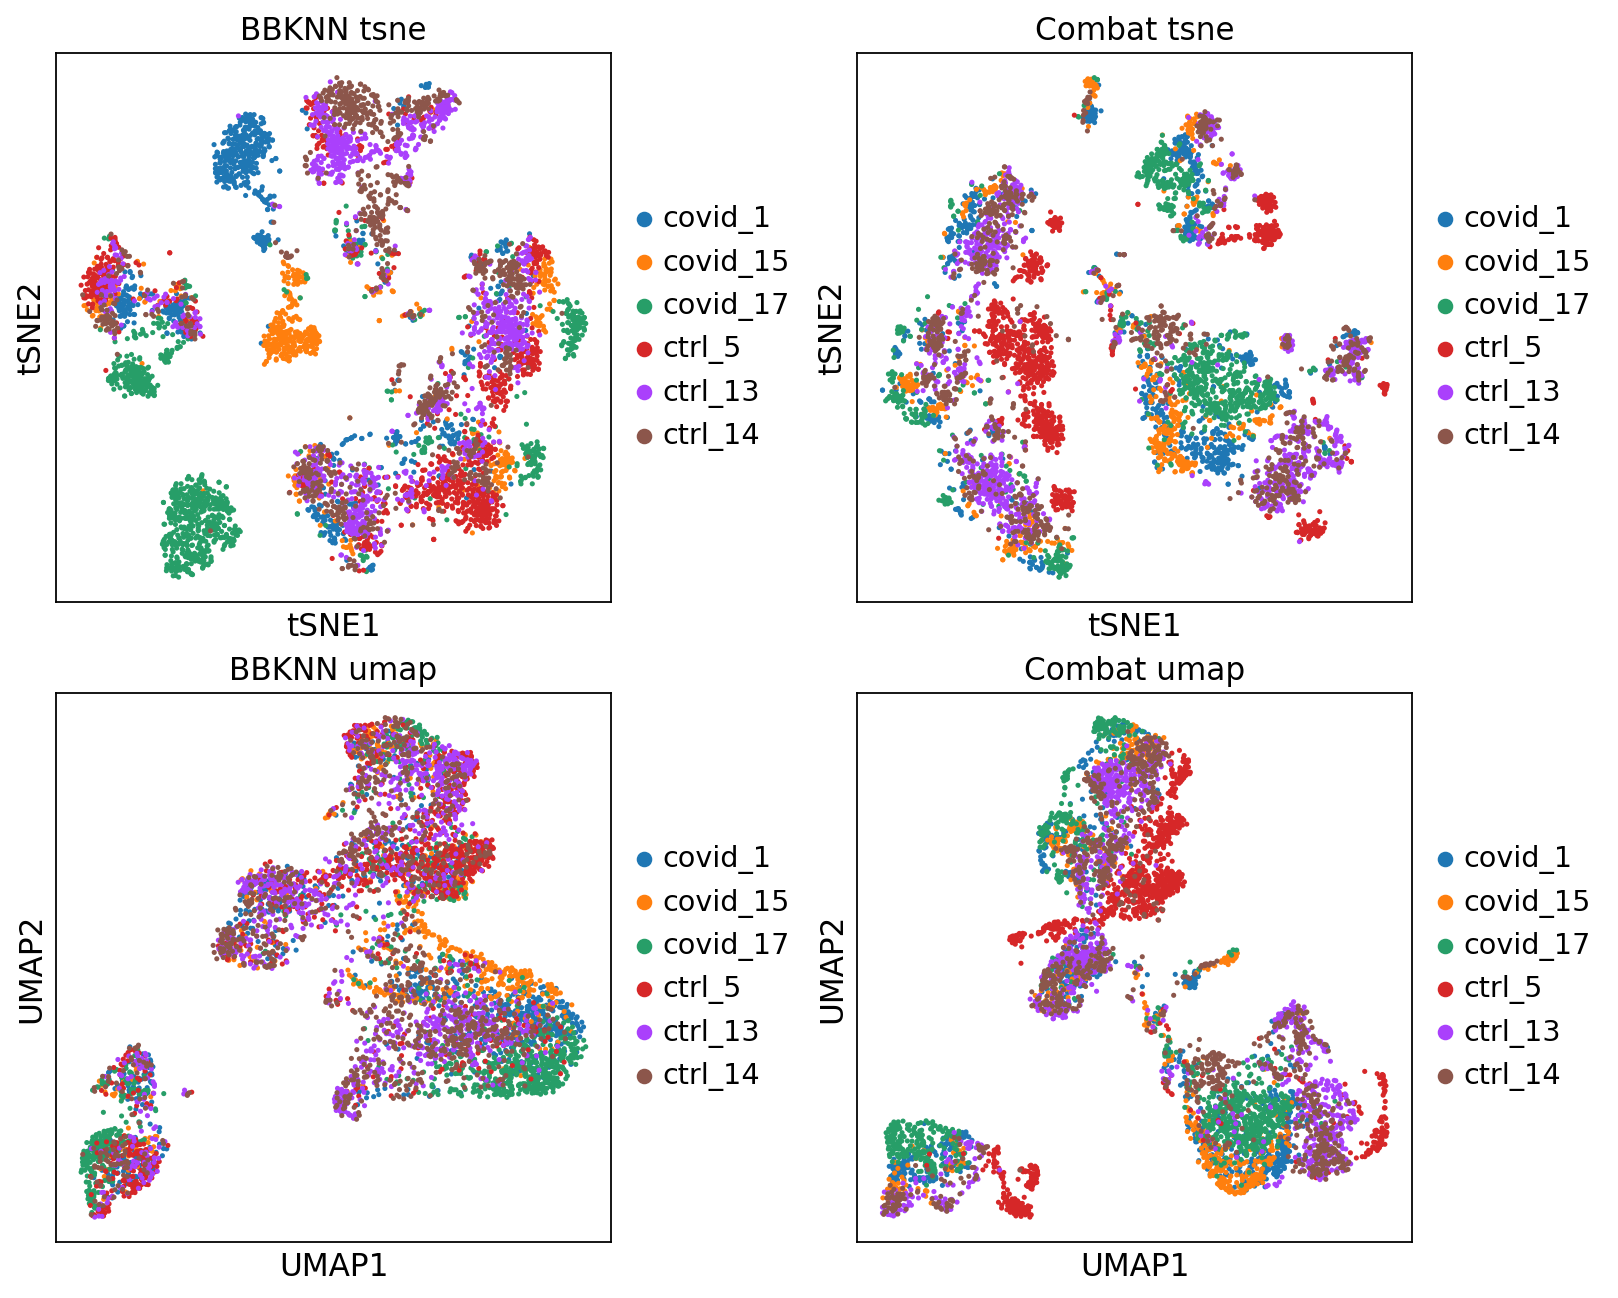 BBKNN tsne
tSNE2
tSNE1
covid_1
covid_15
covid_17
ctrl_5
ctrl_13
ctrl_14
Combat tsne
tSNE2
tSNE1
covid_1
covid_15
covid_17
ctrl_5
ctrl_13
ctrl_14
BBKNN umap
UMAP2
UMAP1
covid_1
covid_15
covid_17
ctrl_5
ctrl_13
ctrl_14
Combat umap
UMAP2
UMAP1
covid_1
covid_15
covid_17
ctrl_5
ctrl_13
ctrl_14